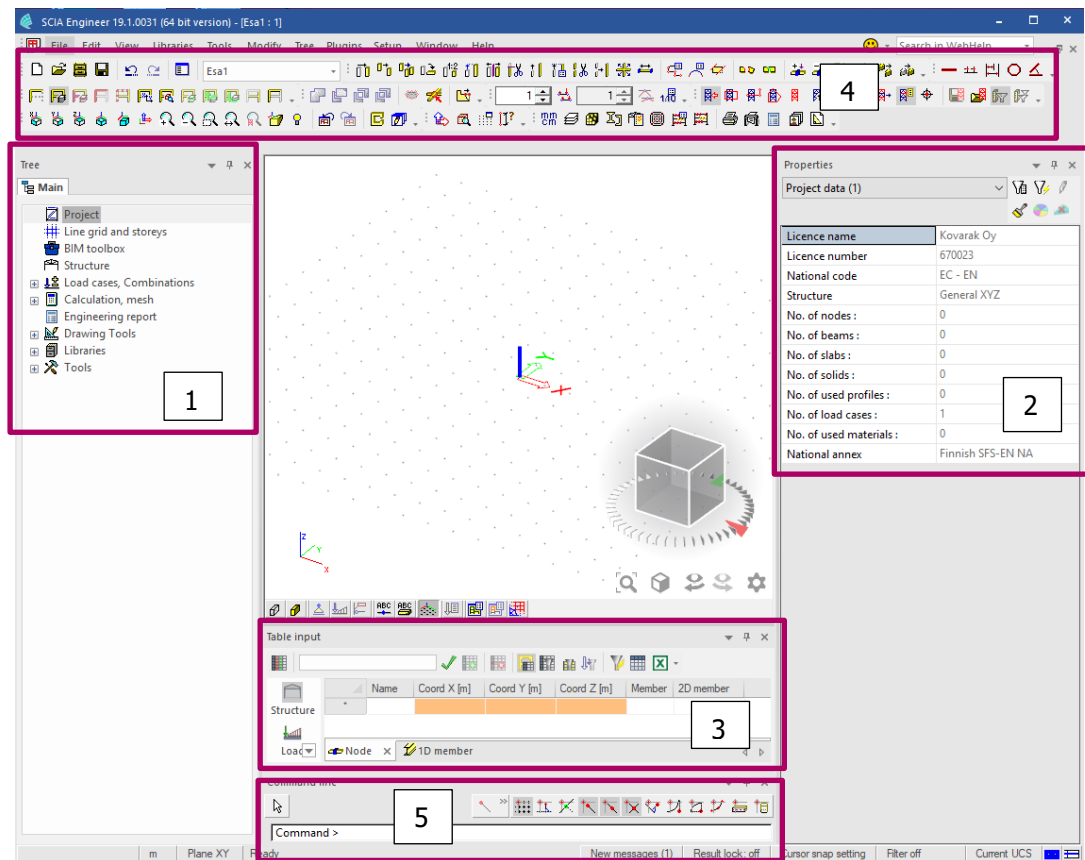 SCIA Engineer 19.1.0031 (64 bit version) - [Esa1 : 1]
File Edit View Libraries Tools Modify Tree Plugins Setup Window Help
Search in WebHelp
Esa1
1 1
4
Tree
Main
Project
Line grid and storeys
BIM toolbox
Structure
Load cases, Combinations
Calculation, mesh
Engineering report
Drawing Tools
Libraries
Tools
1
Y
X
z
Y
x
ABC ABC
Properties
Project data (1)
Licence name Kovarak Oy
Licence number 670023
National code EC - EN
Structure General XYZ
No. of nodes : 0
No. of beams : 0
No. of slabs : 0
No. of solids : 0
No. of used profiles : 0
No. of load cases : 1
No. of used materials : 0
National annex Finnish SFS-EN NA
2
Table input
Name Coord X [m] Coord Y [m] Coord Z [m] Member 2D member
*
Structure
Node 1D member
3
Command line
5
Command >
m Plane XY Ready New messages (1) Result lock: off Cursor snap setting Filter off Current UCS